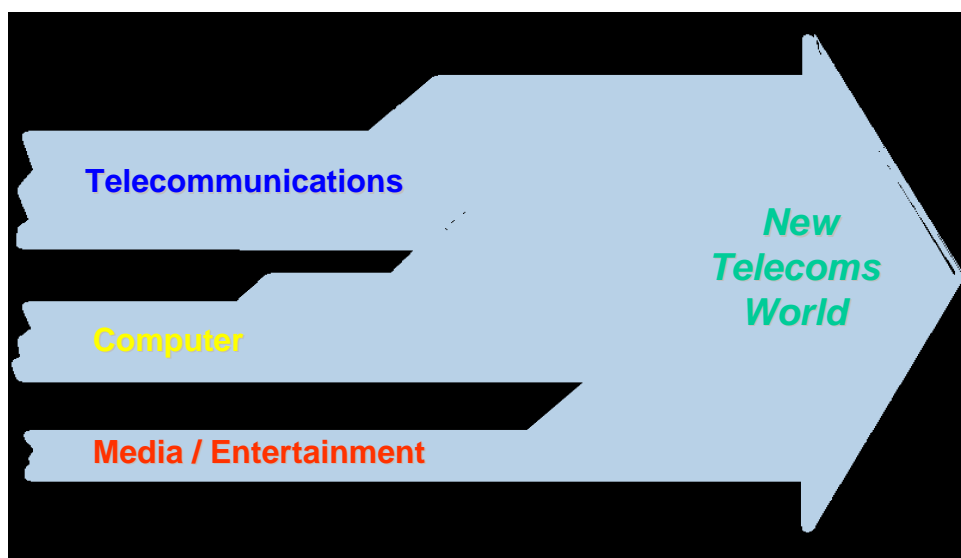 Telecommunications
New
Telecoms
World
Computer
Media / Entertainment